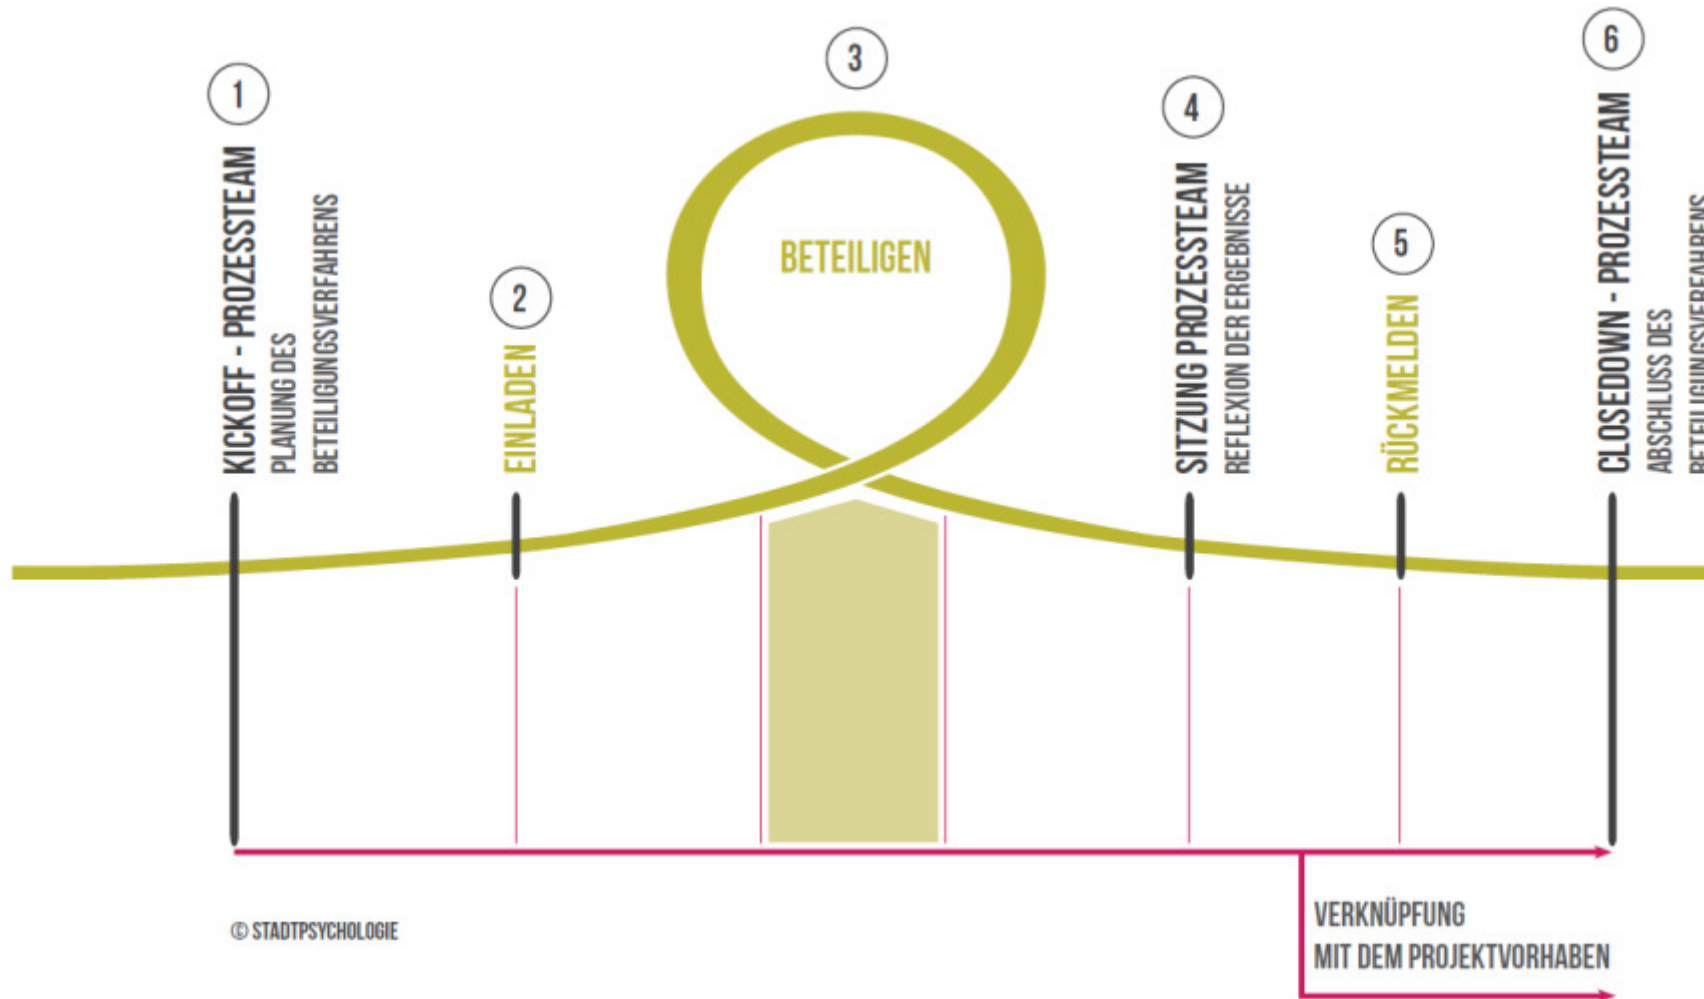 1
KICKOFF - PROZESSTEAM
PLANUNG DES
BETEILIGUNGSVERFAHRENS
2
EINLADEN
3
BETEILIGEN
4
SITZUNG PROZESSTEAM
REFLEXION DER ERGEBNISSE
5
RÜCKMELDEN
6
CLOSEDOWN - PROZESSTEAM
ABSCHLUSS DES
BETEILIGUNGSVERFAHRENS
© STADTPSYCHOLOGIE
VERKNÜPFUNG
MIT DEM PROJEKTVORHABEN